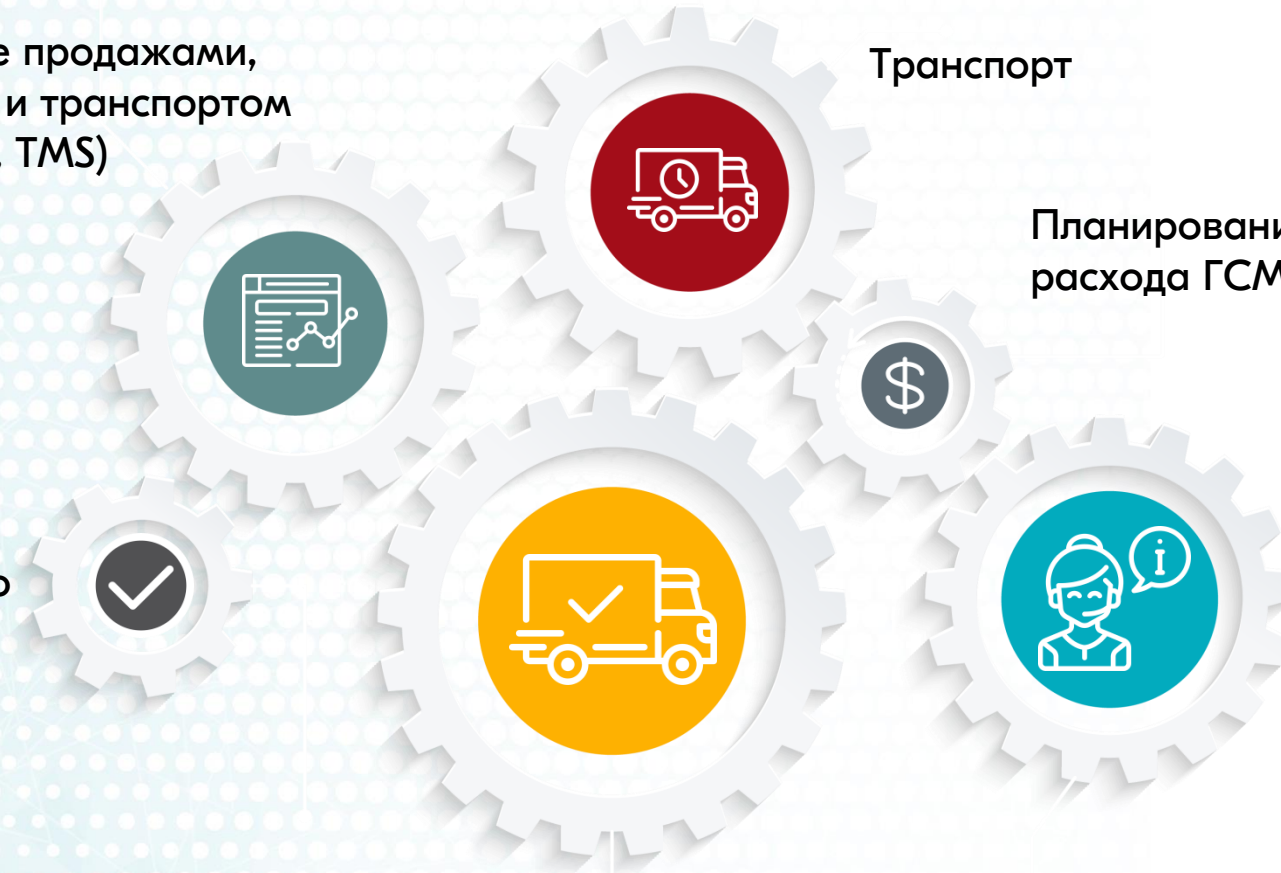 е продажами,
и транспортом
TMS)
Транспорт
Планировани
расхода ГСМ
$
i